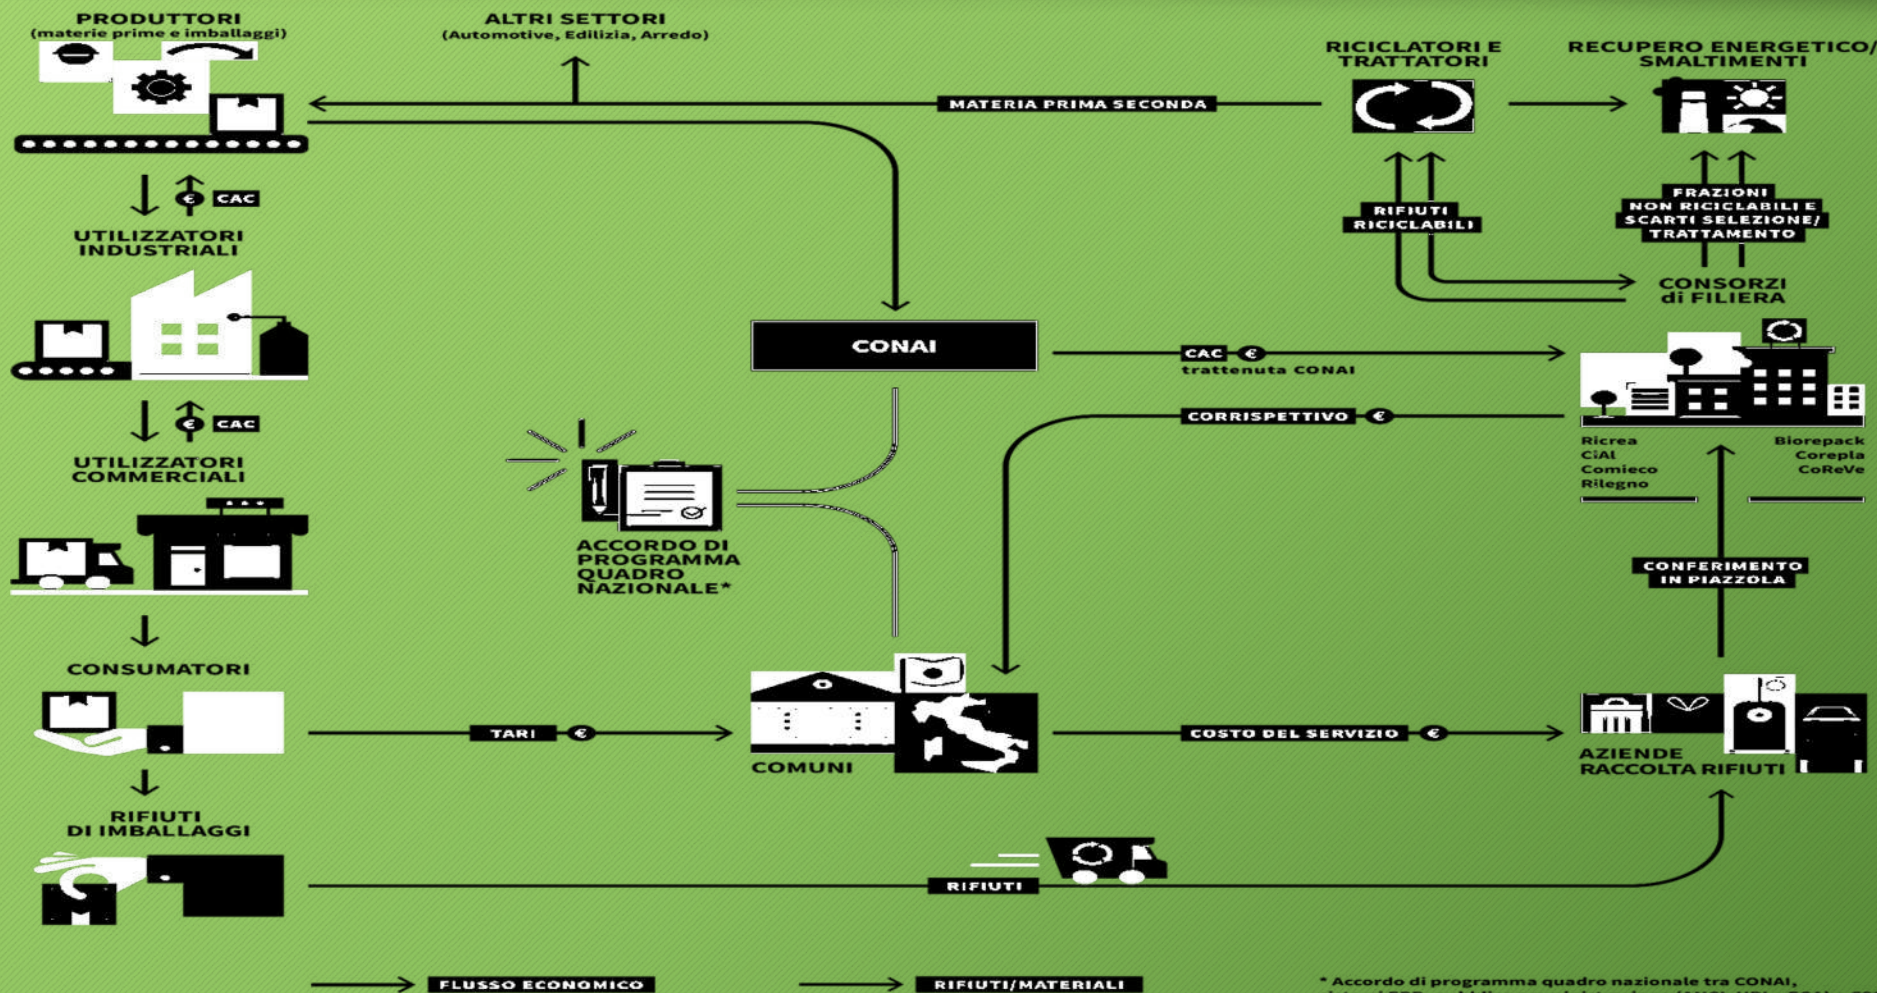 PRODUTTORI
(materie prime e imballaggi)
ALTRI SETTORI
(Automotive, Edilizia, Arredo)
RICICLATORI E
TRATTATORI
RECUPERO ENERGETICO/
SMALTIMENTI
MATERIA PRIMA SECONDA
€ CAC
UTILIZZATORI
INDUSTRIALI
RIFIUTI
RICICLABILI
FRAZIONI
NON RICICLABILI E
SCARTI SELEZIONE/
TRATTAMENTO
CONSORZI
di FILIERA
CONAI
CAC €
trattenuta CONAI
CORRISPETTIVO €
€ CAC
UTILIZZATORI
COMMERCIALI
Ricrea
CiAl
Comieco
Rilegno
Biorepack
Corepla
CoReVe
ACCORDO DI
PROGRAMMA
QUADRO
NAZIONALE*
CONFERIMENTO
IN PIAZZOLA
CONSUMATORI
TARI €
COMUNI
COSTO DEL SERVIZIO €
AZIENDE
RACCOLTA RIFIUTI
RIFIUTI
DI IMBALLAGGI
RIFIUTI
FLUSSO ECONOMICO
RIFIUTI/MATERIALI
* Accordo di programma quadro nazionale tra CONAI,